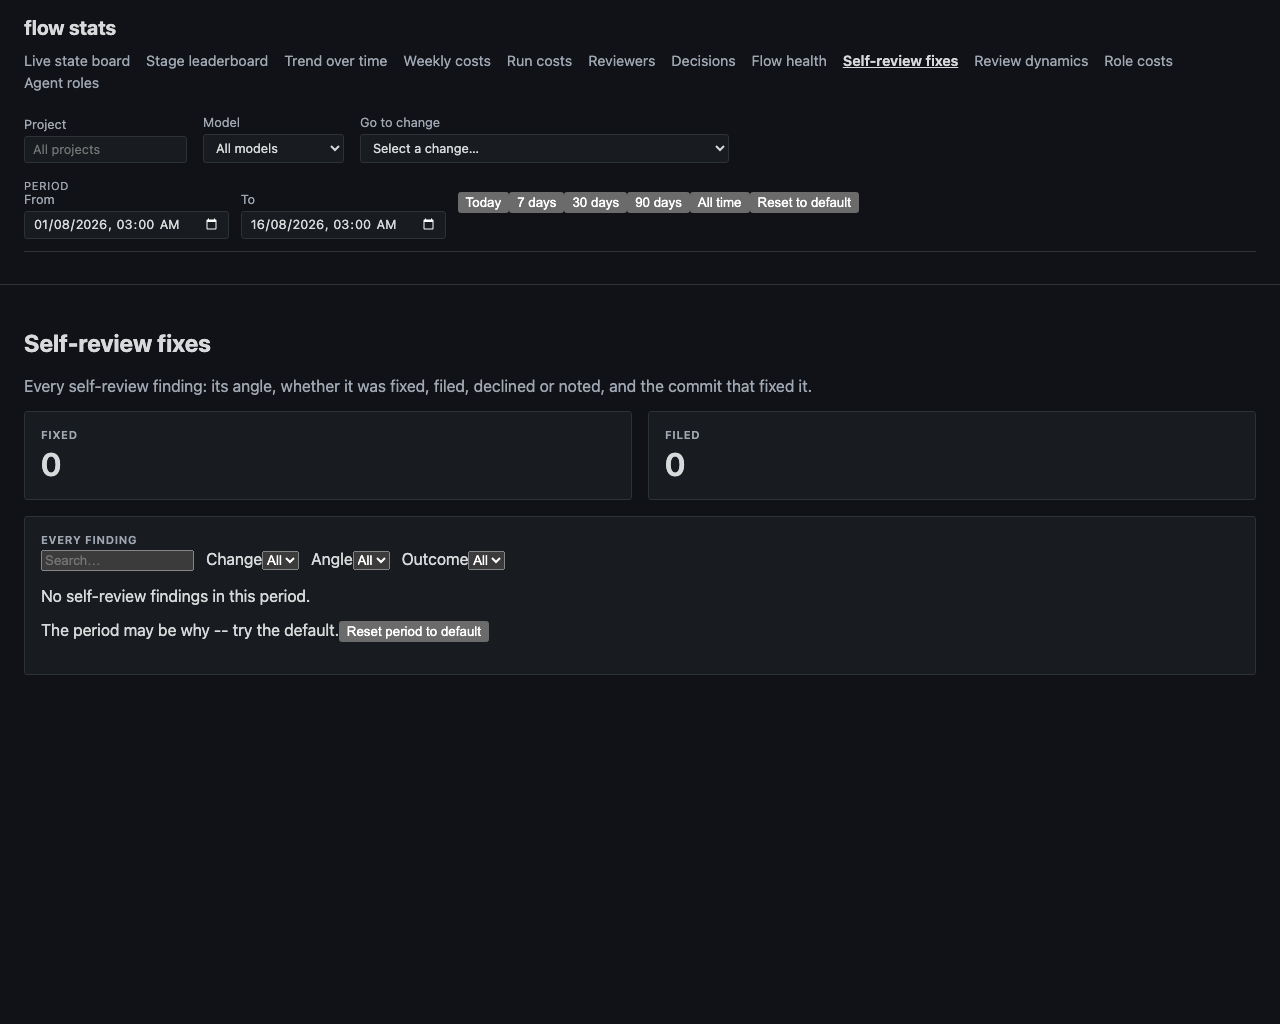 flow stats
Live state board Stage leaderboard Trend over time Weekly costs Run costs Reviewers Decisions Flow health Self-review fixes Review dynamics Role costs
Agent roles
Project Model Go to change
All projects All models Select a change...
PERIOD
From To
01/08/2026, 03:00 AM 16/08/2026, 03:00 AM Today 7 days 30 days 90 days All time Reset to default
Self-review fixes
Every self-review finding: its angle, whether it was fixed, filed, declined or noted, and the commit that fixed it.
FIXED FILED
0 0
EVERY FINDING
Search... Change All Angle All Outcome All
No self-review findings in this period.
The period may be why -- try the default. Reset period to default